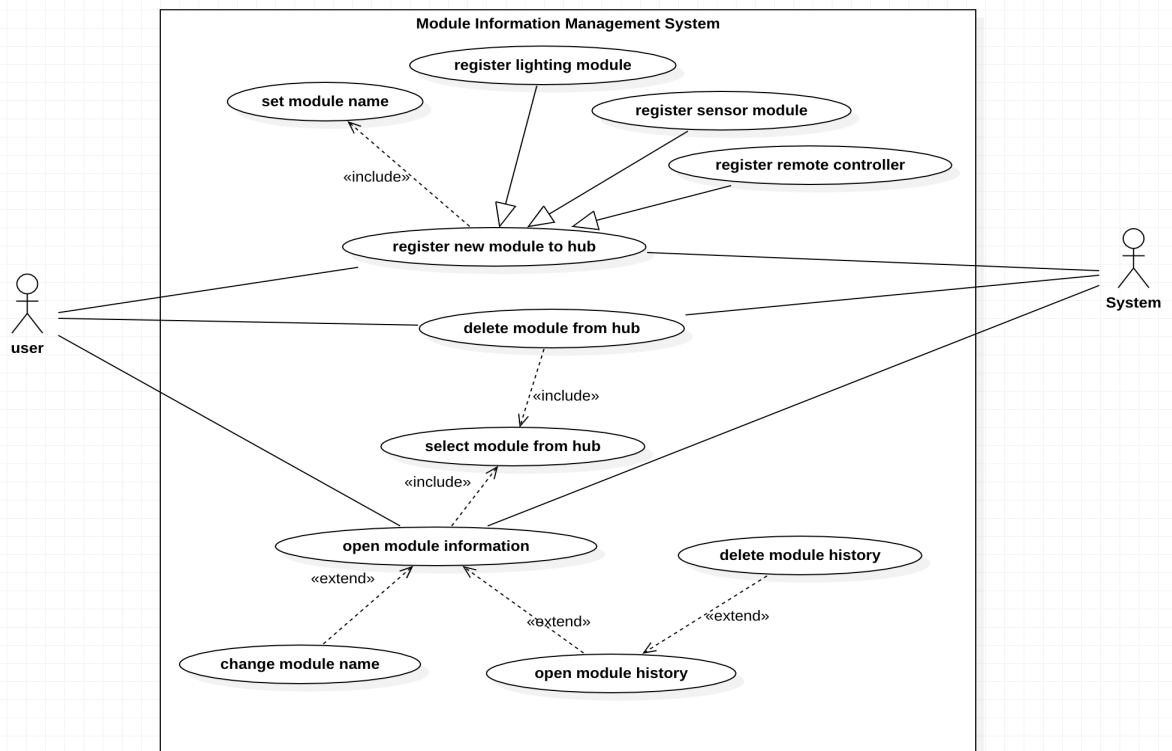 Module Information Management System
register lighting module
set module name
register sensor module
register remote controller
«include»
register new module to hub
System
user
delete module from hub
«include»
select module from hub
«include»
open module information
delete module history
«extend»
«extend»
«extend»
change module name
open module history